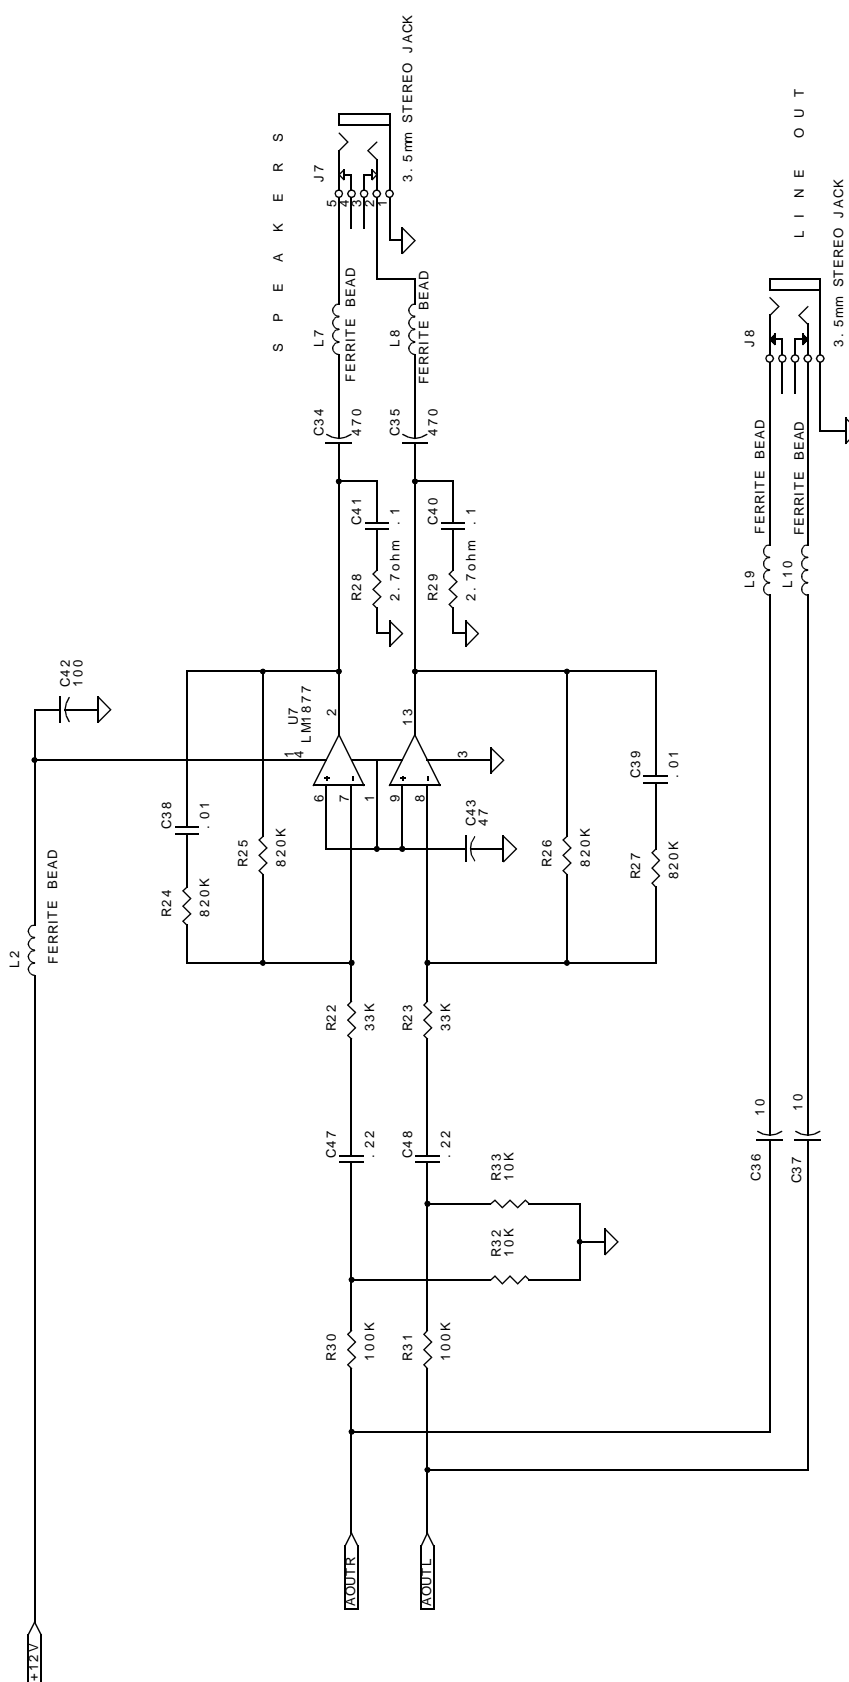 +12V
L2
FERRITE BEAD
C42
100
C38
.01
R24
820K
R25
820K
U7
LM1877
14
2
6
7
1
9
8
13
3
C43
47
R26
820K
C39
.01
R27
820K
R22
33K
R23
33K
C47
.22
C48
.22
R33
10K
R32
10K
R30
100K
R31
100K
AOUTR
AOUTL
C41
.1
R28
2.7ohm
C40
.1
R29
2.7ohm
C34
470
C35
470
L7
FERRITE BEAD
L8
FERRITE BEAD
SPEAKERS
J7
5
4
3
2
1
3.5mm STEREO JACK
C36
10
C37
10
L9
FERRITE BEAD
L10
FERRITE BEAD
J8
LINE OUT
3.5mm STEREO JACK
+
-
+
-